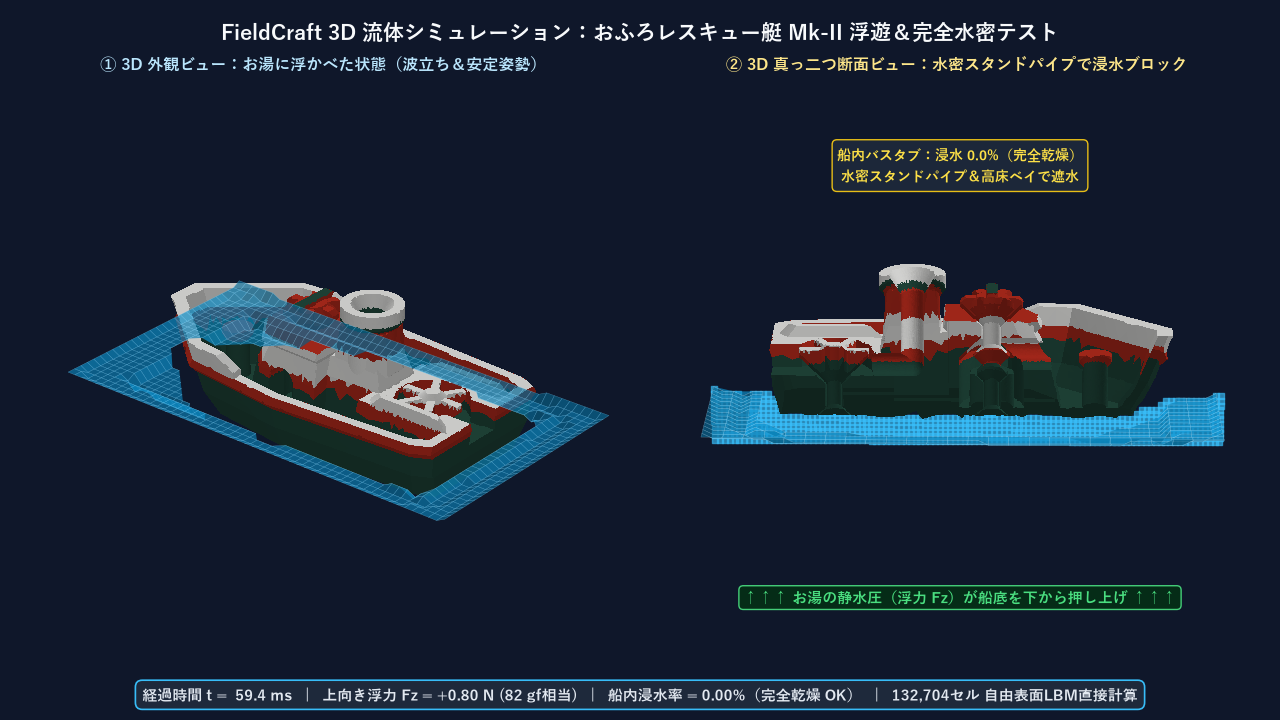 FieldCraft 3D 流体シミュレーション：おふろレスキュー艇 Mk-II 浮遊＆完全水密テスト
① 3D 外観ビュー：お湯に浮かべた状態（波立ち＆安定姿勢）
② 3D 真っ二つ断面ビュー：水密スタンドパイプで浸水ブロック
船内バスタブ：浸水 0.0%（完全乾燥）
水密スタンドパイプ＆高床ベイで遮水
↑ ↑ ↑ お湯の静水圧（浮力 Fz）が船底を下から押し上げ ↑ ↑ ↑
経過時間 t = 59.4 ms ｜ 上向き浮力 Fz = +0.80 N (82 gf相当) ｜ 船内浸水率 = 0.00%（完全乾燥 OK） ｜ 132,704セル 自由表面LBM直接計算